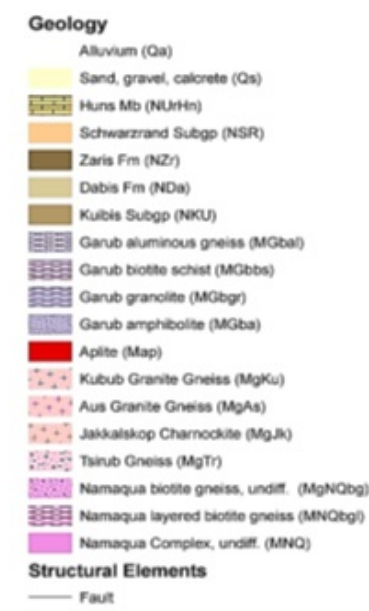 Geology
Alluvium (Qa)
Sand, gravel, calcrete (Qs)
Huns Mb (NUrHn)
Schwarzrand Subgp (NSR)
Zaris Fm (NZr)
Dabis Fm (NDa)
Kuibis Subgp (NKU)
Garub aluminous gneiss (MGbal)
Garub biotite schist (MGbbs)
Garub granolite (MGbgr)
Garub amphibolite (MGba)
Aplite (Map)
Kubub Granite Gneiss (MgKu)
Aus Granite Gneiss (MgAs)
Jakkalskop Charnockite (MgJk)
Tsirub Gneiss (MgTr)
Namaqua biotite gneiss, undiff. (MgNQbg)
Namaqua layered biotite gneiss (MNQbgl)
Namaqua Complex, undiff. (MNQ)
Structural Elements
Fault